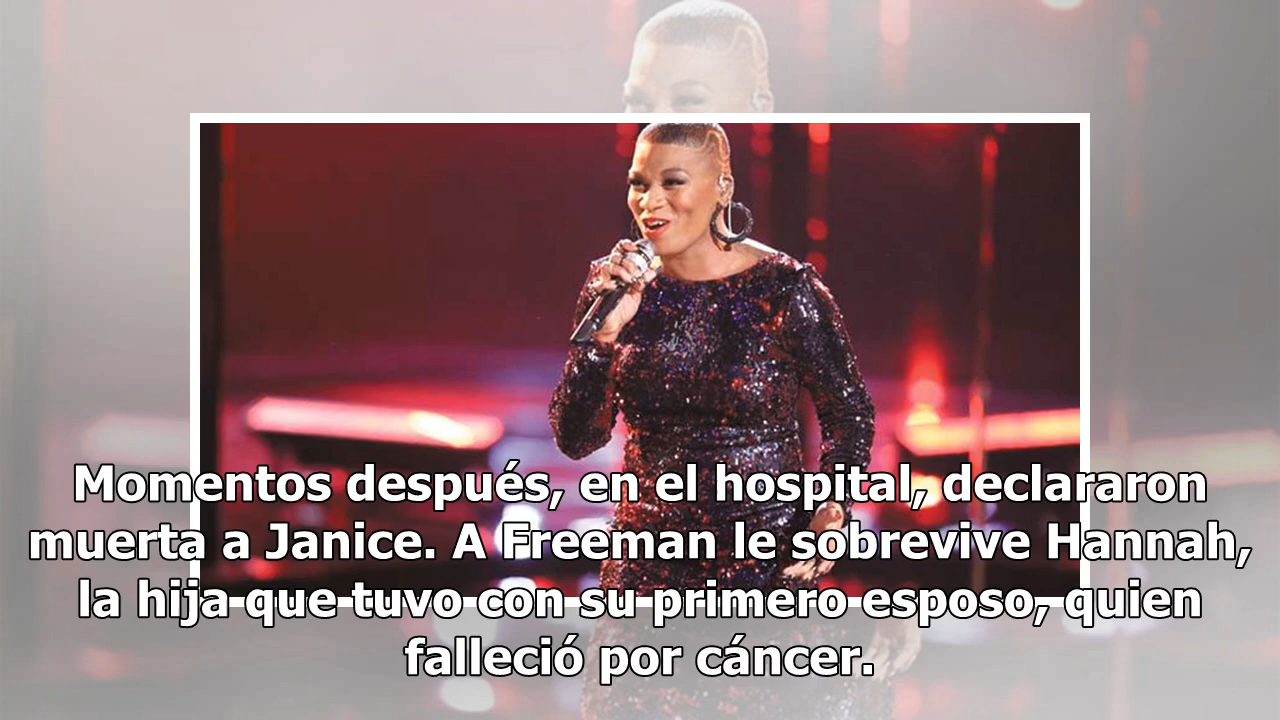 Momentos después, en el hospital, declararon
muerta a Janice. A Freeman le sobrevive Hannah,
la hija que tuvo con su primero esposo, quien
falleció por cáncer.